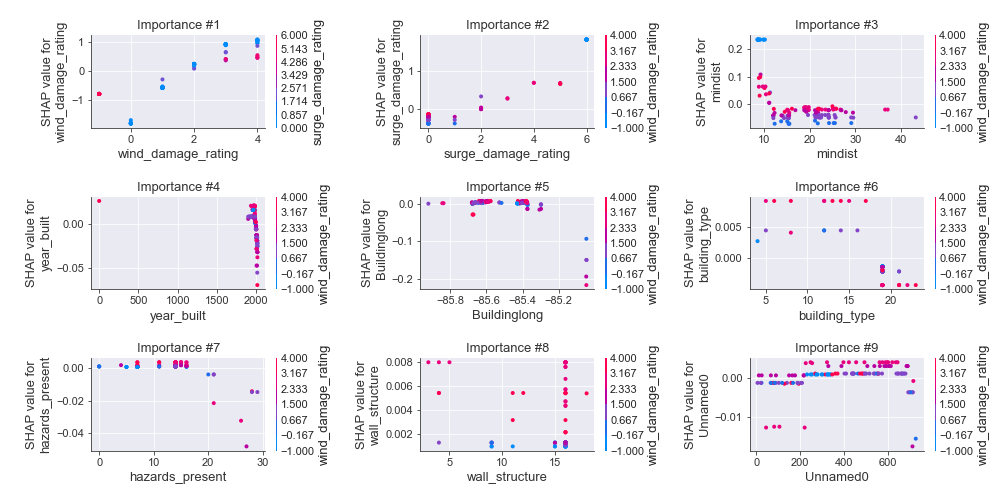 Importance #1
SHAP value for
wind_damage_rating
1
0
−1
0
2
4
wind_damage_rating
6.000
5.143
4.286
3.429
2.571
1.714
0.857
0.000
surge_damage_rating
Importance #2
SHAP value for
surge_damage_rating
1
0
0
2
4
6
surge_damage_rating
4.000
3.167
2.333
1.500
0.667
−0.167
−1.000
wind_damage_rating
Importance #3
SHAP value for
mindist
0.2
0.1
0.0
10
20
30
40
mindist
4.000
3.167
2.333
1.500
0.667
−0.167
−1.000
wind_damage_rating
Importance #4
SHAP value for
year_built
0.00
−0.05
0
500
1000
1500
2000
year_built
4.000
3.167
2.333
1.500
0.667
−0.167
−1.000
wind_damage_rating
Importance #5
SHAP value for
Buildinglong
0.0
−0.1
−0.2
−85.8
−85.6
−85.4
−85.2
Buildinglong
4.000
3.167
2.333
1.500
0.667
−0.167
−1.000
wind_damage_rating
Importance #6
SHAP value for
building_type
0.005
0.000
5
10
15
20
building_type
4.000
3.167
2.333
1.500
0.667
−0.167
−1.000
wind_damage_rating
Importance #7
SHAP value for
hazards_present
0.00
−0.02
−0.04
0
10
20
30
hazards_present
4.000
3.167
2.333
1.500
0.667
−0.167
−1.000
wind_damage_rating
Importance #8
SHAP value for
wall_structure
0.008
0.006
0.004
0.002
5
10
15
wall_structure
4.000
3.167
2.333
1.500
0.667
−0.167
−1.000
wind_damage_rating
Importance #9
SHAP value for
Unnamed0
0.00
−0.01
0
200
400
600
Unnamed0
4.000
3.167
2.333
1.500
0.667
−0.167
−1.000
wind_damage_rating